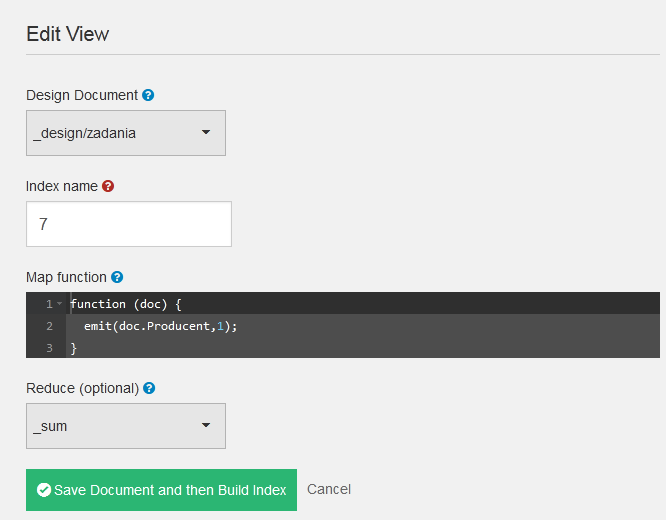 Edit View
Design Document ?
_design/zadania
Index name ?
7
Map function ?
1 function (doc) {
2 emit(doc.Producent,1);
3 }
Reduce (optional) ?
_sum
Save Document and then Build Index Cancel